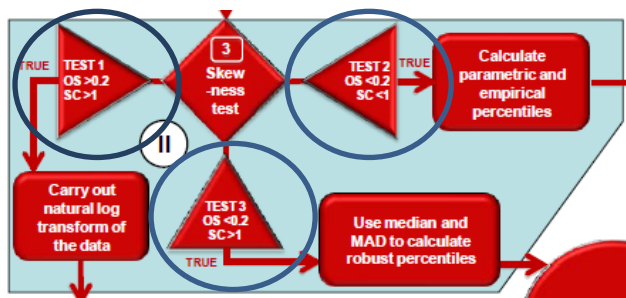 TRUE
TEST 1
OS >0.2
SC >1
3
Skew
-ness
test
TEST 2
OS <0.2
SC <1
TRUE
Calculate
parametric and
empirical
percentiles
II
Carry out
natural log
transform of
the data
TEST 3
OS <0.2
SC >1
TRUE
Use median and
MAD to calculate
robust percentiles